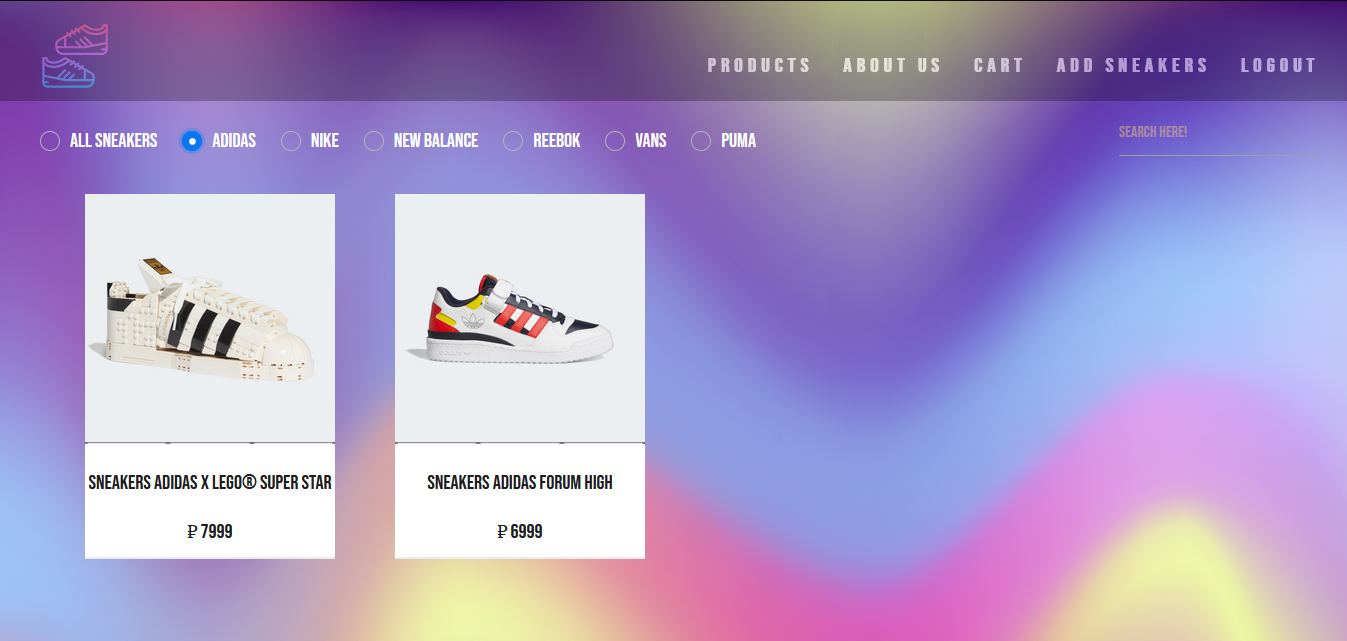 PRODUCTS ABOUT US CART ADD SNEAKERS LOGOUT
ALL SNEAKERS ADIDAS NIKE NEW BALANCE REEBOK VANS PUMA
SEARCH HERE!
SNEAKERS ADIDAS X LEGO® SUPER STAR
₽ 7999
SNEAKERS ADIDAS FORUM HIGH
₽ 6999